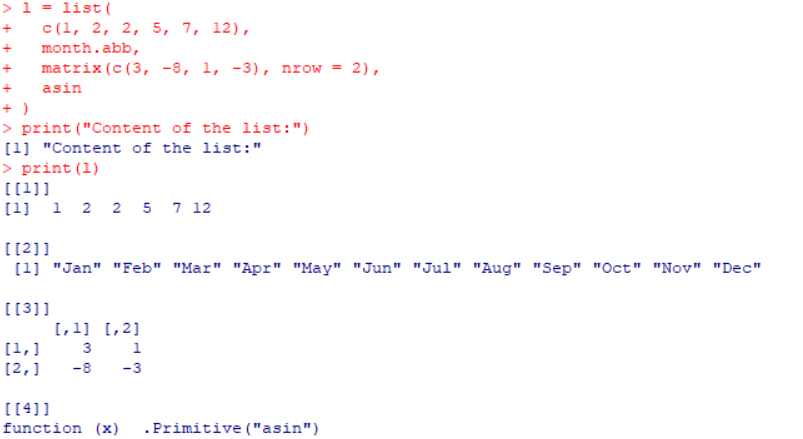 > l = list(
+   c(1, 2, 2, 5, 7, 12),
+   month.abb,
+   matrix(c(3, -8, 1, -3), nrow = 2),
+   asin
+ )
> print("Content of the list:")
[1] "Content of the list:"
> print(l)
[[1]]
[1]  1  2  2  5  7 12

[[2]]
 [1] "Jan" "Feb" "Mar" "Apr" "May" "Jun" "Jul" "Aug" "Sep" "Oct" "Nov" "Dec"

[[3]]
     [,1] [,2]
[1,]    3    1
[2,]   -8   -3

[[4]]
function (x)  .Primitive("asin")